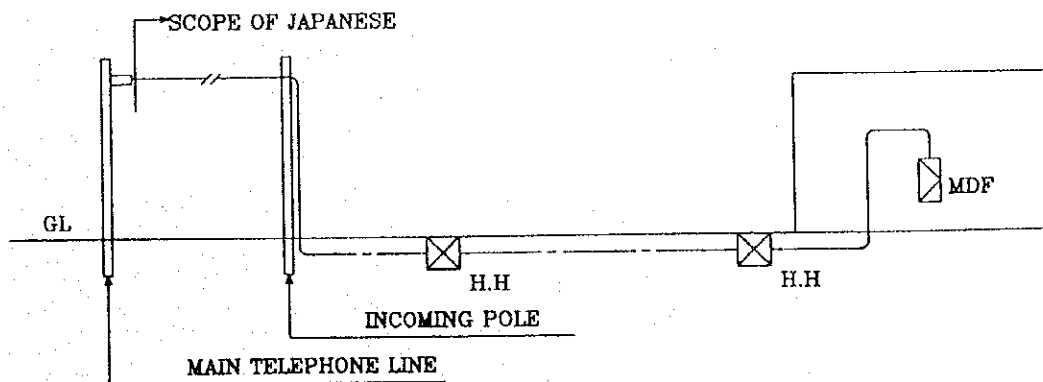 SCOPE OF JAPANESE
GL
MDF
H.H
H.H
INCOMING POLE
MAIN TELEPHONE LINE